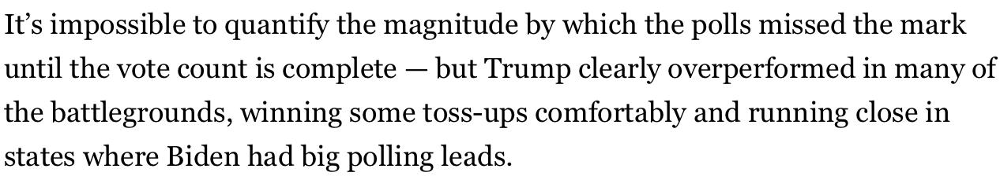 It’s impossible to quantify the magnitude by which the polls missed the mark
until the vote count is complete — but Trump clearly overperformed in many of
the battlegrounds, winning some toss-ups comfortably and running close in
states where Biden had big polling leads.